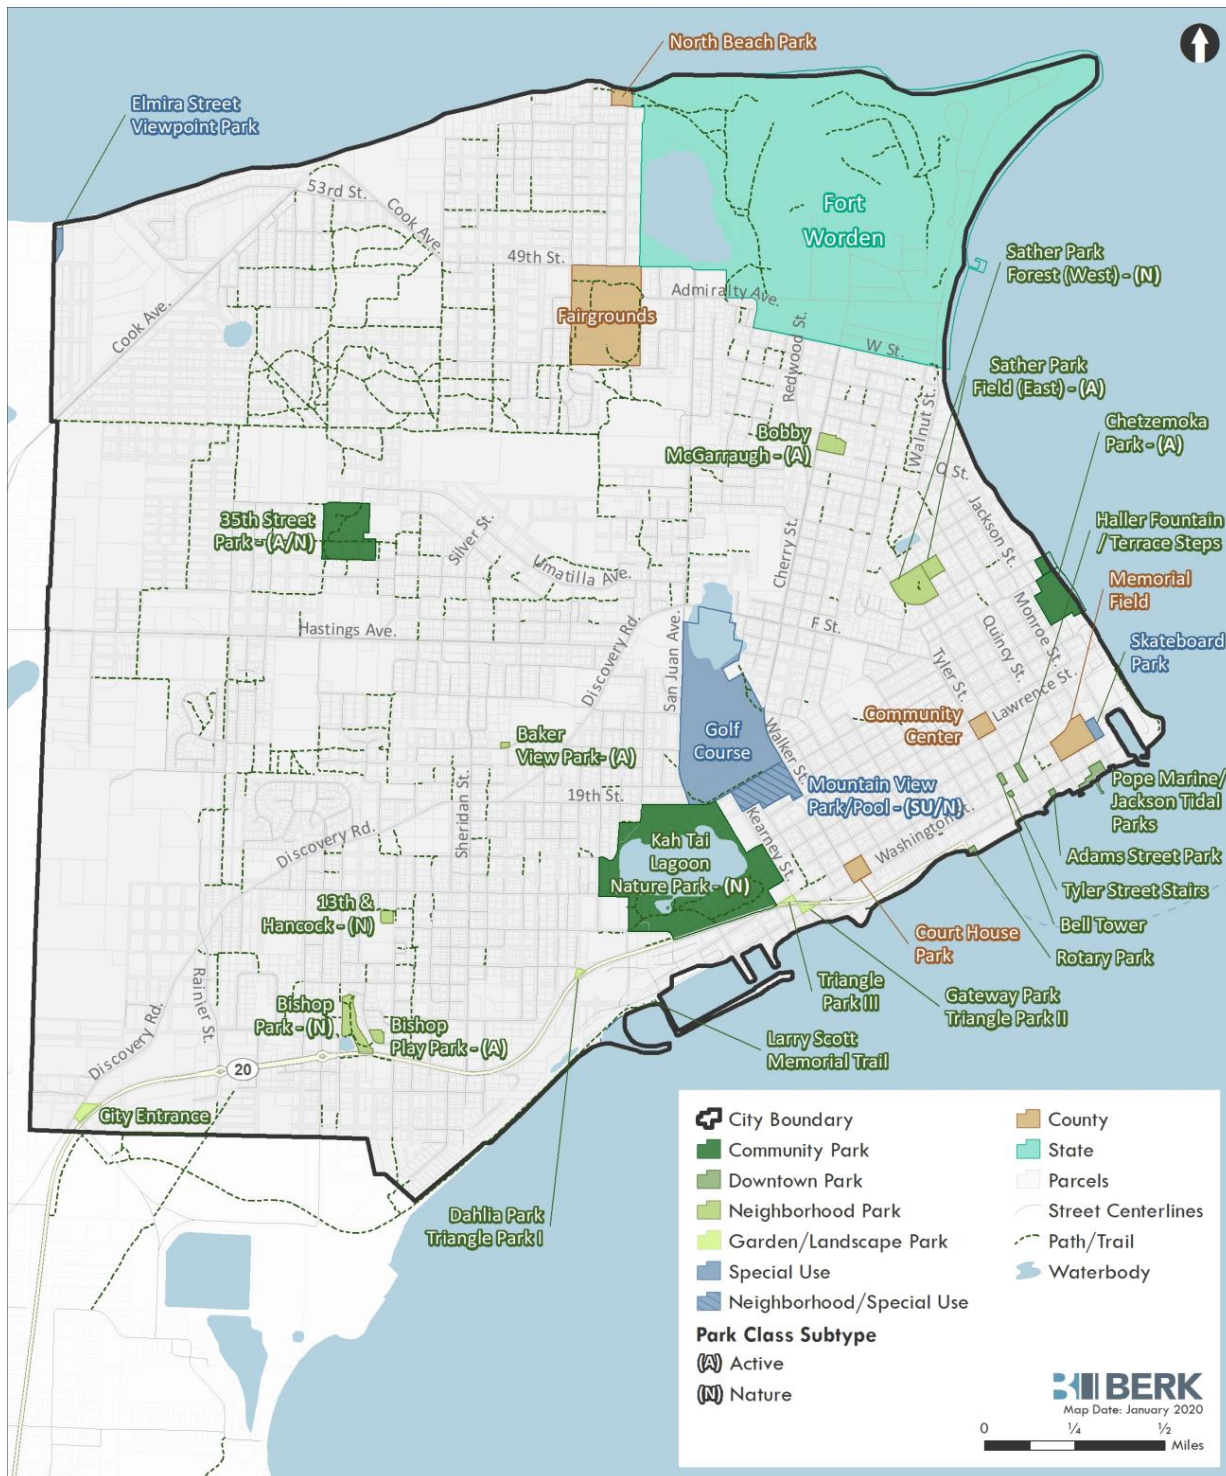 North Beach Park
Elmira Street
Viewpoint Park
53rd St.
Cook Ave.
49th St.
Fort
Worden
Sather Park
Forest (West) - (N)
Admiralty Ave.
Fairgrounds
Cook Ave.
Redwood St.
W St.
Sather Park
Field (East) - (A)
Walnut St.
Chetzemoka
Park - (A)
Bobby
McGarraugh - (A)
Q St.
35th Street
Park - (A/N)
Silver St.
Umatilla Ave.
Cherry St.
Jackson St.
Haller Fountain
/ Terrace Steps
Memorial
Field
Hastings Ave.
Discovery Rd.
San Juan Ave.
F St.
Tyler St.
Quincy St.
Monroe St.
Skateboard
Park
Lawrence St.
Community
Center
Baker
View Park- (A)
Golf
Course
Walker St.
19th St.
Mountain View
Park/Pool - (SU/N)
Pope Marine/
Jackson Tidal
Parks
Sheridan St.
Discovery Rd.
Kah Tai
Lagoon
Nature Park - (N)
Kearney St.
Washington St.
Adams Street Park
Tyler Street Stairs
Bell Tower
Rotary Park
13th &
Hancock - (N)
Court House
Park
Rainier St.
Triangle
Park III
Gateway Park
Triangle Park II
Bishop
Park - (N)
Bishop
Play Park - (A)
Larry Scott
Memorial Trail
Discovery Rd.
20
City Entrance
Dahlia Park
Triangle Park I
City Boundary
Community Park
Downtown Park
Neighborhood Park
Garden/Landscape Park
Special Use
Neighborhood/Special Use
Park Class Subtype
(A) Active
(N) Nature
County
State
Parcels
Street Centerlines
Path/Trail
Waterbody
BERK
Map Date: January 2020
0 ¼ ½
Miles